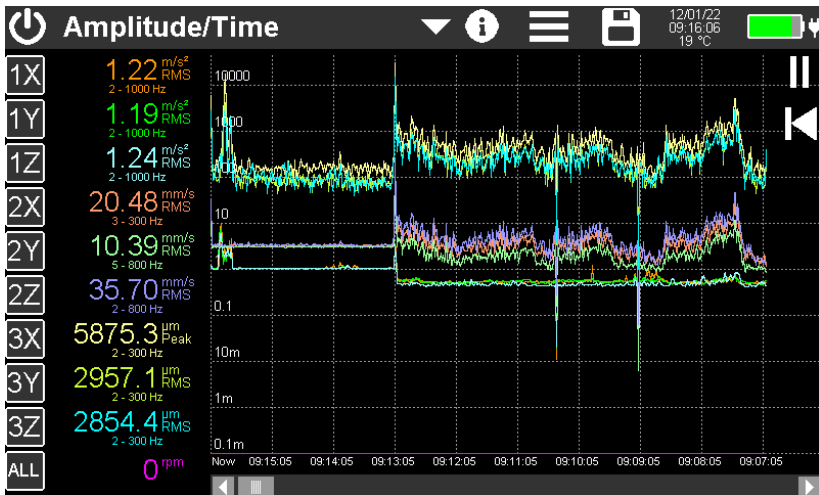 Amplitude/Time
12/01/22
09:16:06
19 °C
1X 1.22 m/s² RMS
2 - 1000 Hz
1Y 1.19 m/s² RMS
2 - 1000 Hz
1Z 1.24 m/s² RMS
2 - 1000 Hz
2X 20.48 mm/s RMS
3 - 300 Hz
2Y 10.39 mm/s RMS
5 - 800 Hz
2Z 35.70 mm/s RMS
2 - 800 Hz
3X 5875.3 µm Peak
2 - 300 Hz
3Y 2957.1 µm RMS
2 - 300 Hz
3Z 2854.4 µm RMS
2 - 300 Hz
ALL 0 rpm
10000
10
0.1
10m
1m
0.1m
Now 09:15:05 09:14:05 09:13:05 09:12:05 09:11:05 09:10:05 09:09:05 09:08:05 09:07:05